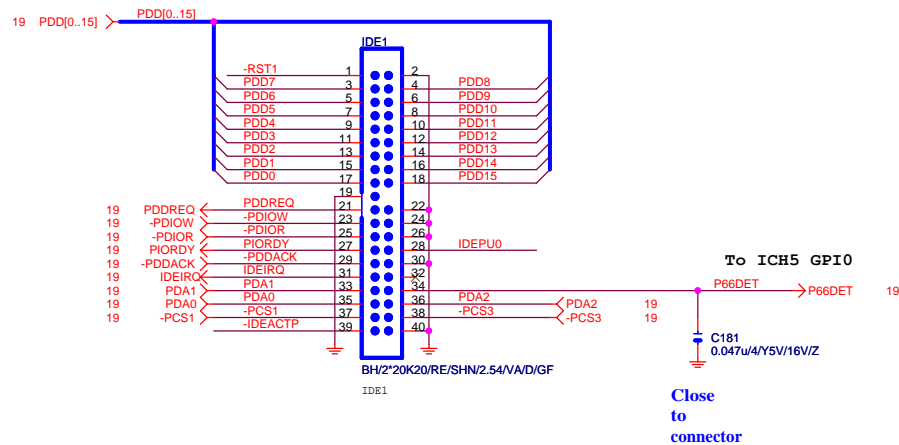 19 PDD[0..15] PDD[0..15]
IDE1
-RST1 1 2
PDD7 3 4 PDD8
PDD6 5 6 PDD9
PDD5 7 8 PDD10
PDD4 9 10 PDD11
PDD3 11 12 PDD12
PDD2 13 14 PDD13
PDD1 15 16 PDD14
PDD0 17 18 PDD15
19
19 PDDREQ PDDREQ 21 22
19 -PDIOW -PDIOW 23 24
19 -PDIOR -PDIOR 25 26
19 PIORDY PIORDY 27 28 IDEPU0
19 -PDDACK -PDDACK 29 30
19 IDEIRQ IDEIRQ 31 32
19 PDA1 PDA1 33 34
19 PDA0 PDA0 35 36 PDA2 PDA2 19
19 -PCS1 -PCS1 37 38 -PCS3 -PCS3 19
-IDEACTP 39 40
To ICH5 GPI0
P66DET P66DET 19
C181
0.047u/4/Y5V/16V/Z
BH/2*20K20/RE/SHN/2.54/VA/D/GF
IDE1
Close
to
connector